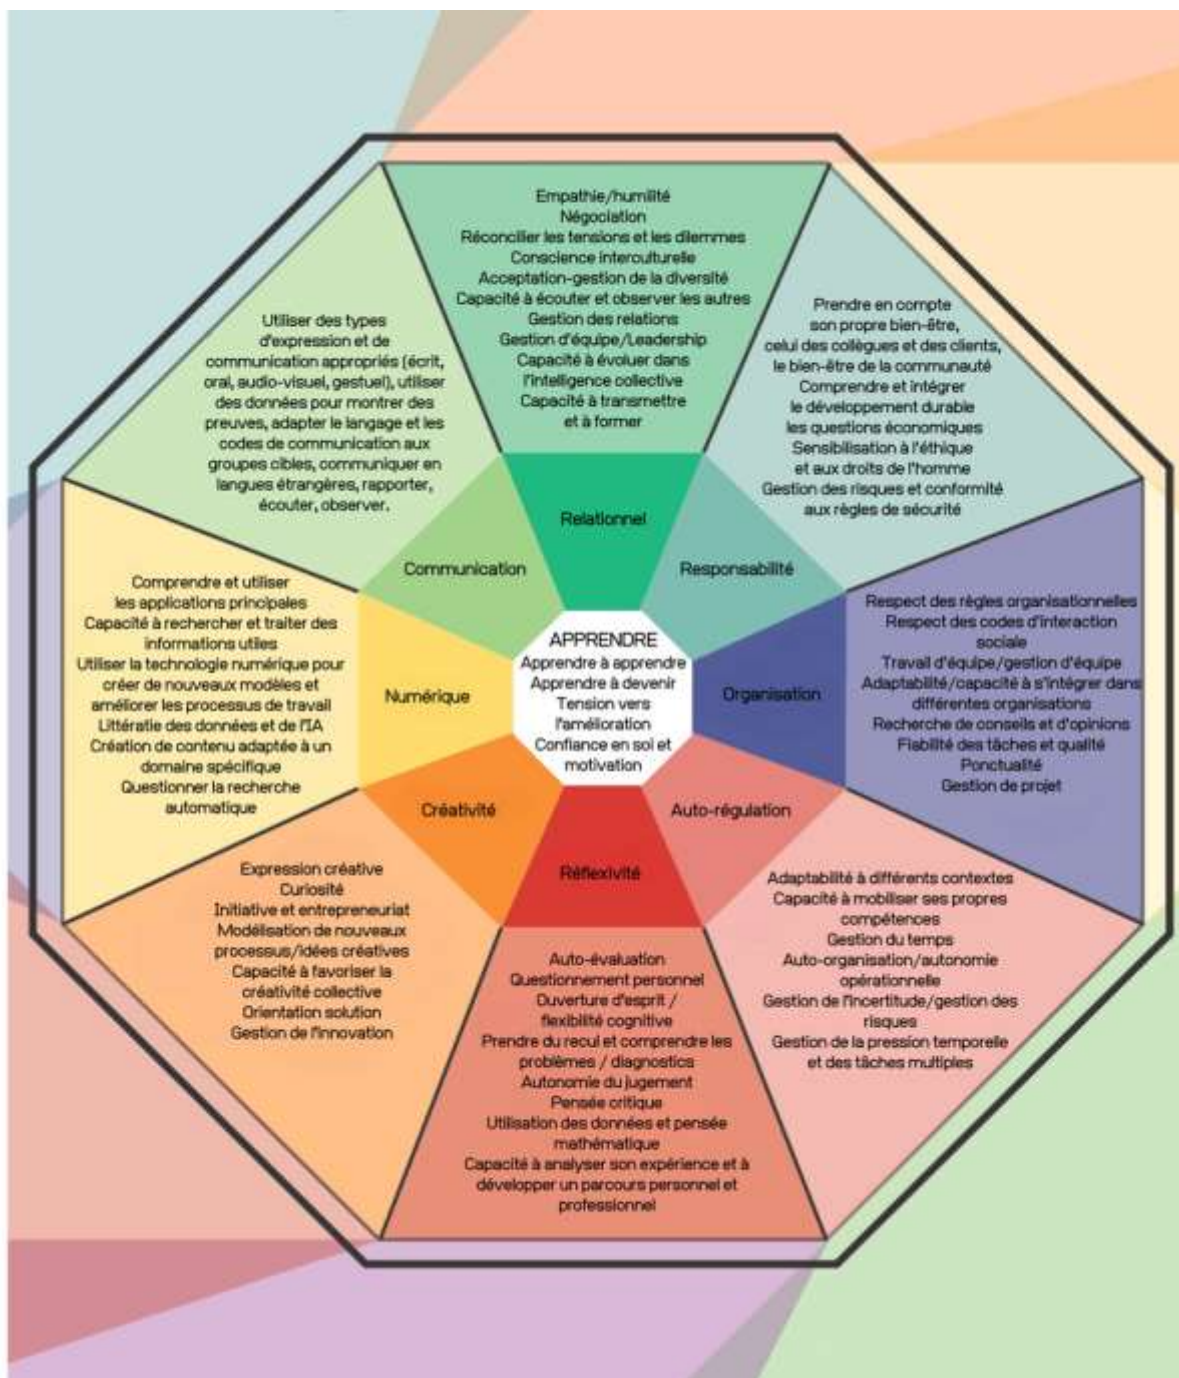 Empathie/humilité
Négociation
Réconcilier les tensions et les dilemmes
Conscience interculturelle
Acceptation-gestion de la diversité
Capacité à écouter et observer les autres
Gestion des relations
Gestion d'équipe/Leadership
Capacité à évoluer dans
l'intelligence collective
Capacité à transmettre
et à former
Relationnel
Prendre en compte
son propre bien-être,
celui des collègues et des clients,
le bien-être de la communauté
Comprendre et intégrer
le développement durable
les questions économiques
Sensibilisation à l'éthique
et aux droits de l'homme
Gestion des risques et conformité
aux règles de sécurité
Responsabilité
Respect des règles organisationnelles
Respect des codes d'interaction
sociale
Travail d'équipe/gestion d'équipe
Adaptabilité/capacité à s'intégrer dans
différentes organisations
Recherche de conseils et d'opinions
Fiabilité des tâches et qualité
Ponctualité
Gestion de projet
Organisation
Adaptabilité à différents contextes
Capacité à mobiliser ses propres
compétences
Gestion du temps
Auto-organisation/autonomie
opérationnelle
Gestion de l'incertitude/gestion des
risques
Gestion de la pression temporelle
et des tâches multiples
Auto-régulation
Réflexivité
Auto-évaluation
Questionnement personnel
Ouverture d'esprit /
flexibilité cognitive
Prendre du recul et comprendre les
problèmes / diagnostics
Autonomie du jugement
Pensée critique
Utilisation des données et pensée
mathématique
Capacité à analyser son expérience et à
développer un parcours personnel et
professionnel
Créativité
Expression créative
Curiosité
Initiative et entrepreneuriat
Modélisation de nouveaux
processus/idées créatives
Capacité à favoriser la
créativité collective
Orientation solution
Gestion de l'innovation
Numérique
Comprendre et utiliser
les applications principales
Capacité à rechercher et traiter des
informations utiles
Utiliser la technologie numérique pour
créer de nouveaux modèles et
améliorer les processus de travail
Littératie des données et de l'IA
Création de contenu adaptée à un
domaine spécifique
Questionner la recherche
automatique
Communication
Utiliser des types
d'expression et de
communication appropriés (écrit,
oral, audio-visuel, gestuel), utiliser
des données pour montrer des
preuves, adapter le langage et les
codes de communication aux
groupes cibles, communiquer en
langues étrangères, rapporter,
écouter, observer.
APPRENDRE
Apprendre à apprendre
Apprendre à devenir
Tension vers
l'amélioration
Confiance en soi et
motivation